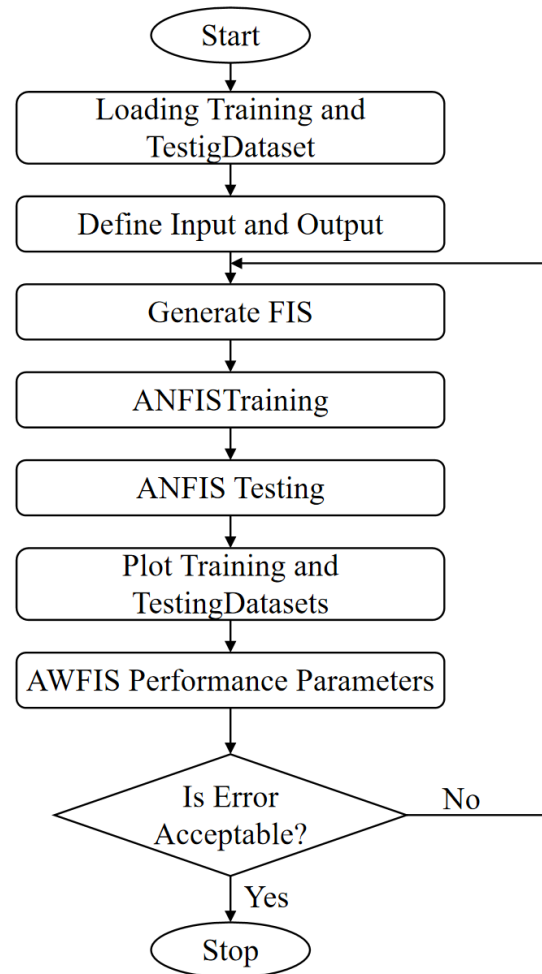 Start
Loading Training and
TestigDataset
Define Input and Output
Generate FIS
ANFISTraining
ANFIS Testing
Plot Training and
TestingDatasets
AWFIS Performance Parameters
Is Error
Acceptable?
No
Yes
Stop